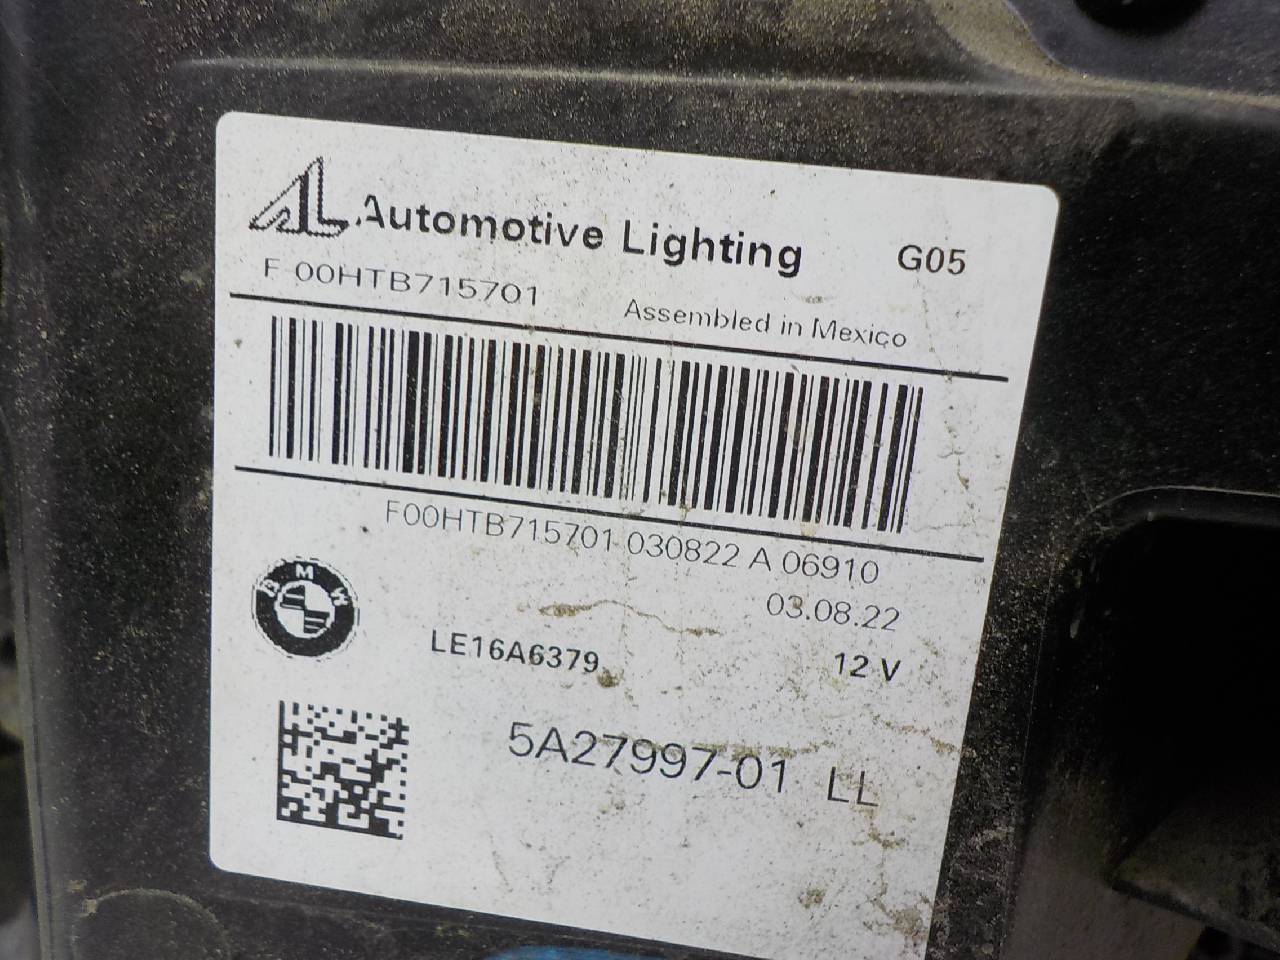 AL Automotive Lighting G05
F 00HTB715701
Assembled in Mexico
F00HTB715701 030822 A 06910
03.08.22
BMW
LE16A6379
12 V
5A27997-01 LL